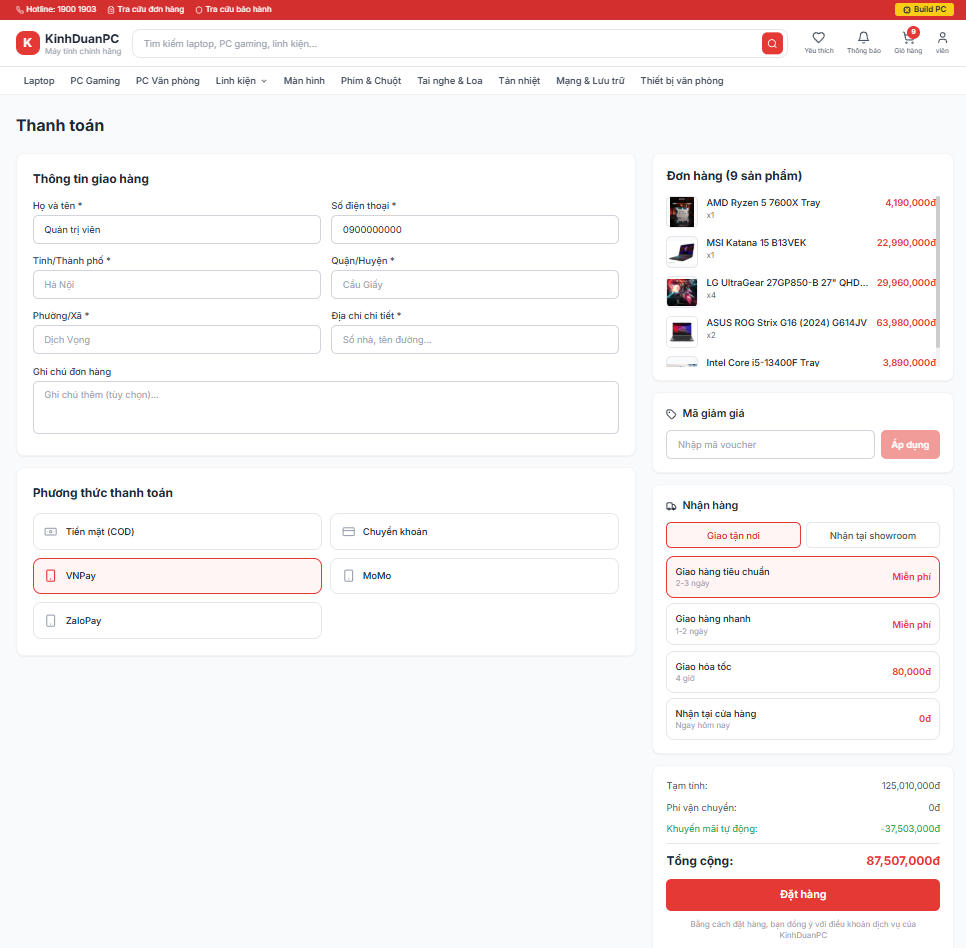 Hotline: 1900 1903 Tra cứu đơn hàng Tra cứu bảo hành Build PC
K KinhDuanPC
Máy tính chính hãng
Tìm kiếm laptop, PC gaming, linh kiện...
Yêu thích Thông báo 9 Giỏ hàng viên
Laptop PC Gaming PC Văn phòng Linh kiện Màn hình Phím & Chuột Tai nghe & Loa Tản nhiệt Mạng & Lưu trữ Thiết bị văn phòng
Thanh toán
Thông tin giao hàng
Họ và tên * Số điện thoại *
Quản trị viên 0900000000
Tỉnh/Thành phố * Quận/Huyện *
Hà Nội Cầu Giấy
Phường/Xã * Địa chỉ chi tiết *
Dịch Vọng Số nhà, tên đường...
Ghi chú đơn hàng
Ghi chú thêm (tùy chọn)...
Phương thức thanh toán
Tiền mặt (COD) Chuyển khoản
VNPay MoMo
ZaloPay
Đơn hàng (9 sản phẩm)
AMD Ryzen 5 7600X Tray 4,190,000đ
x1
MSI Katana 15 B13VEK 22,990,000đ
x1
LG UltraGear 27GP850-B 27" QHD... 29,960,000đ
x4
ASUS ROG Strix G16 (2024) G614JV 63,980,000đ
x2
Intel Core i5-13400F Tray 3,890,000đ
Mã giảm giá
Nhập mã voucher Áp dụng
Nhận hàng
Giao tận nơi Nhận tại showroom
Giao hàng tiêu chuẩn Miễn phí
2-3 ngày
Giao hàng nhanh Miễn phí
1-2 ngày
Giao hỏa tốc 80,000đ
4 giờ
Nhận tại cửa hàng 0đ
Ngay hôm nay
Tạm tính: 125,010,000đ
Phí vận chuyển: 0đ
Khuyến mãi tự động: -37,503,000đ
Tổng cộng: 87,507,000đ
Đặt hàng
Bằng cách đặt hàng, bạn đồng ý với điều khoản dịch vụ của
KinhDuanPC